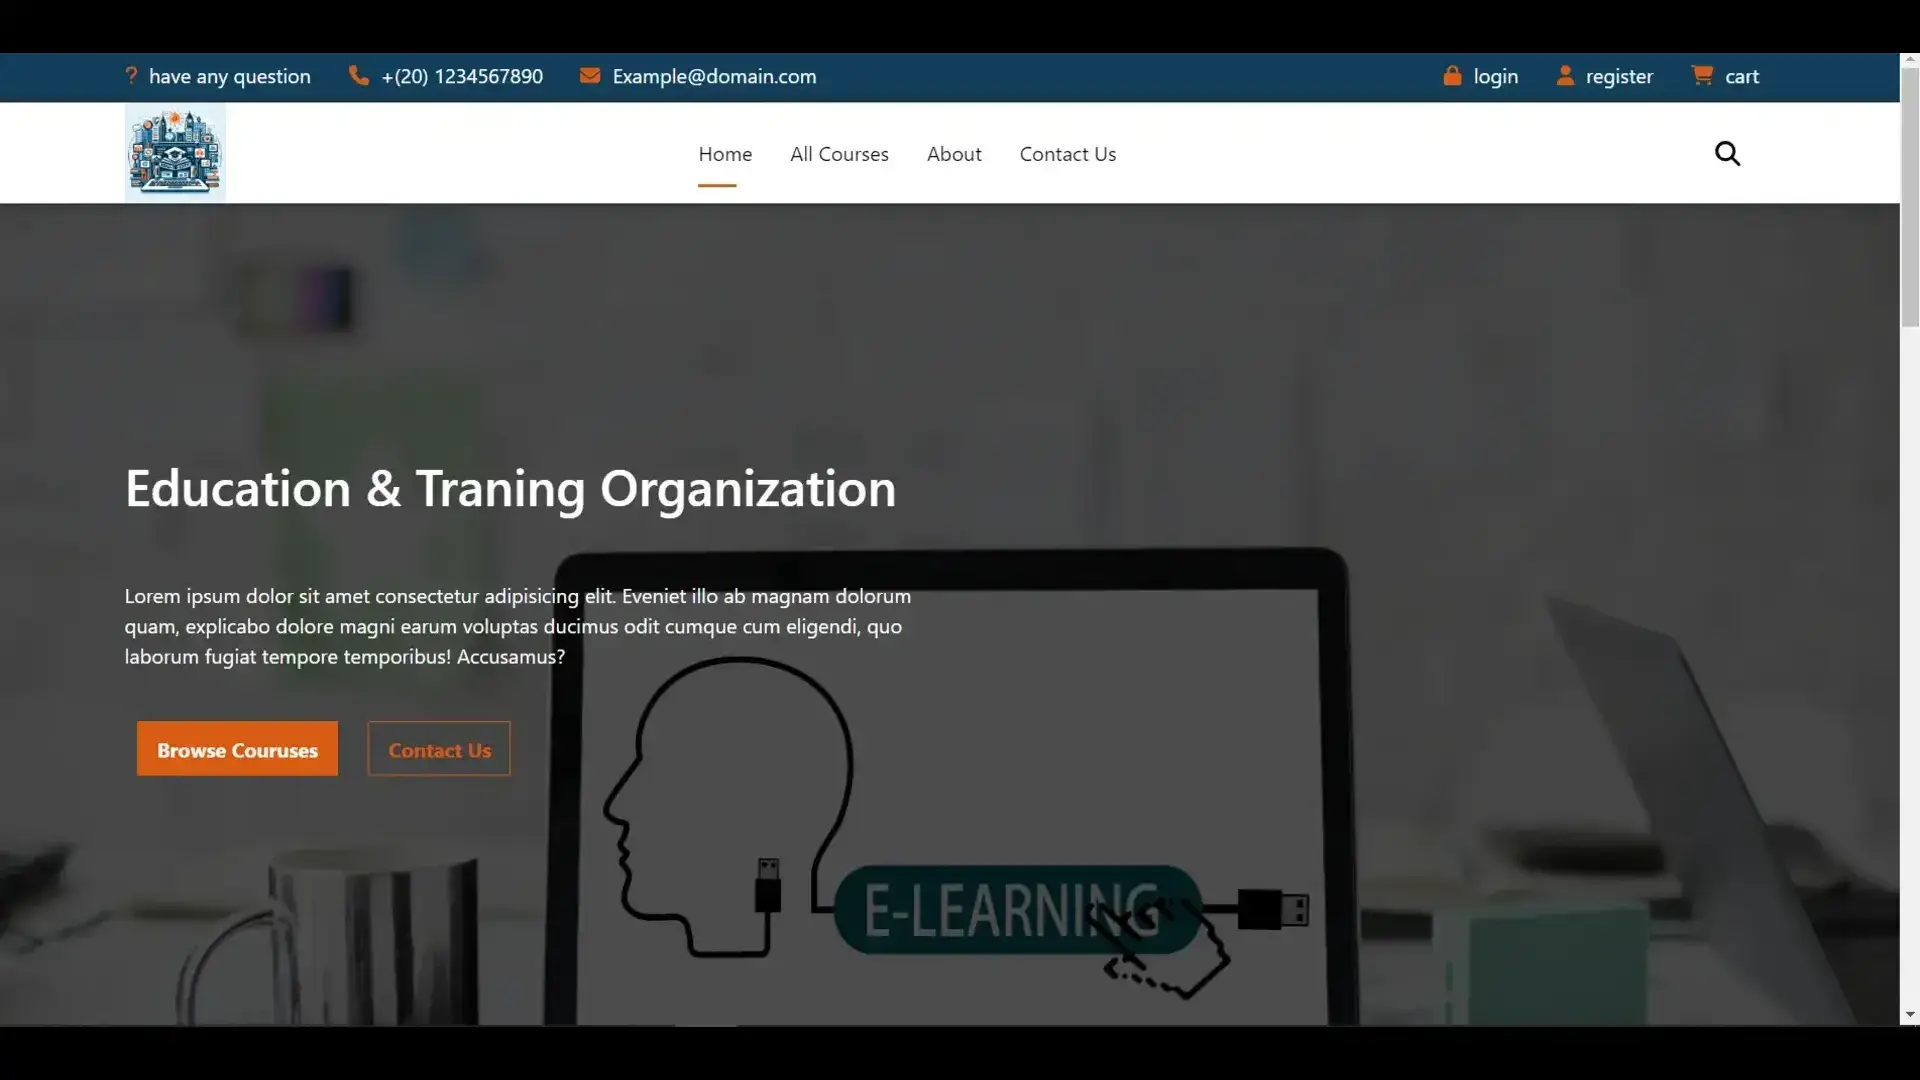 have any question +(20) 1234567890 Example@domain.com login register cart
Home All Courses About Contact Us
Education & Traning Organization
Lorem ipsum dolor sit amet consectetur adipisicing elit. Eveniet illo ab magnam dolorum
quam, explicabo dolore magni earum voluptas ducimus odit cumque cum eligendi, quo
laborum fugiat tempore temporibus! Accusamus?
Browse Couruses Contact Us
E-LEARNING